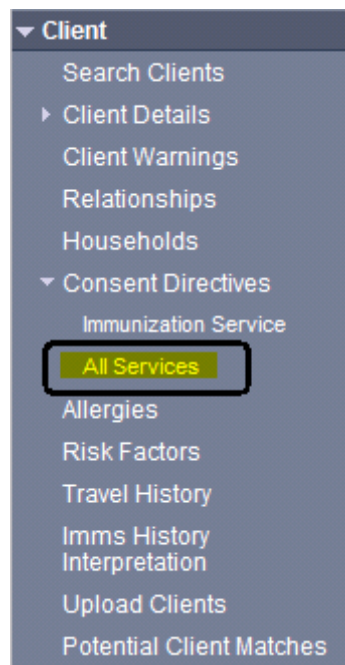 Client
Search Clients
Client Details
Client Warnings
Relationships
Households
Consent Directives
Immunization Service
All Services
Allergies
Risk Factors
Travel History
Imms History
Interpretation
Upload Clients
Potential Client Matches